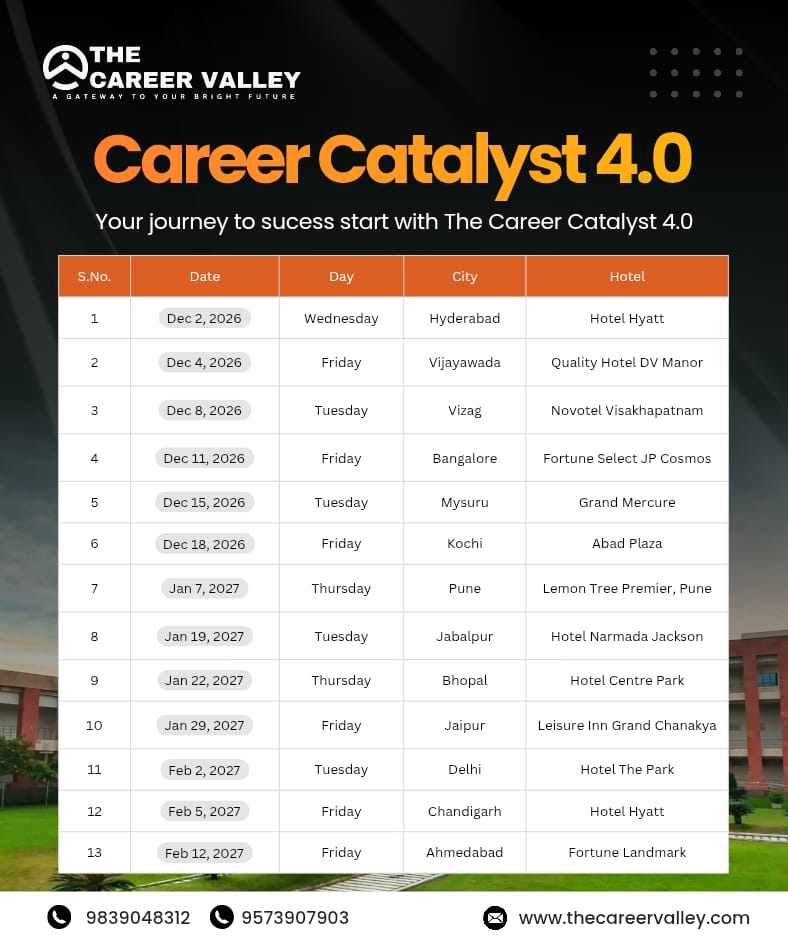 THE
CAREER VALLEY
A GATEWAY TO YOUR BRIGHT FUTURE
Career Catalyst 4.0
Your journey to sucess start with The Career Catalyst 4.0
S.No. Date Day City Hotel
1 Dec 2, 2026 Wednesday Hyderabad Hotel Hyatt
2 Dec 4, 2026 Friday Vijayawada Quality Hotel DV Manor
3 Dec 8, 2026 Tuesday Vizag Novotel Visakhapatnam
4 Dec 11, 2026 Friday Bangalore Fortune Select JP Cosmos
5 Dec 15, 2026 Tuesday Mysuru Grand Mercure
6 Dec 18, 2026 Friday Kochi Abad Plaza
7 Jan 7, 2027 Thursday Pune Lemon Tree Premier, Pune
8 Jan 19, 2027 Tuesday Jabalpur Hotel Narmada Jackson
9 Jan 22, 2027 Thursday Bhopal Hotel Centre Park
10 Jan 29, 2027 Friday Jaipur Leisure Inn Grand Chanakya
11 Feb 2, 2027 Tuesday Delhi Hotel The Park
12 Feb 5, 2027 Friday Chandigarh Hotel Hyatt
13 Feb 12, 2027 Friday Ahmedabad Fortune Landmark
9839048312 9573907903 www.thecareervalley.com